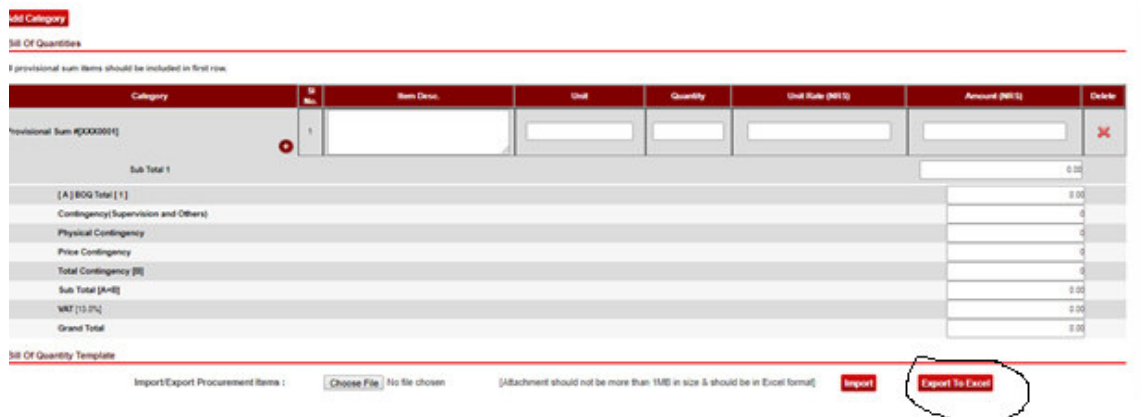 Add Category
Bill Of Quantities
l provisional sum items should be included in first row.
Category Sl No. Item Desc. Unit Quantity Unit Rate (NRS) Amount (NRS) Delete
Provisional Sum #[XXX0001] 1
Sub Total 1 0.00
[ A ] BOQ Total [ 1 ] 0.00
Contingency(Supervision and Others) 0
Physical Contingency 0
Price Contingency 0
Total Contingency [B] 0
Sub Total [A+B] 0.00
VAT [13.0%] 0.00
Grand Total 0.00
Bill Of Quantity Template
Import/Export Procurement Items : Choose File No file chosen [Attachment should not be more than 1MB in size & should be in Excel format] Import Export To Excel